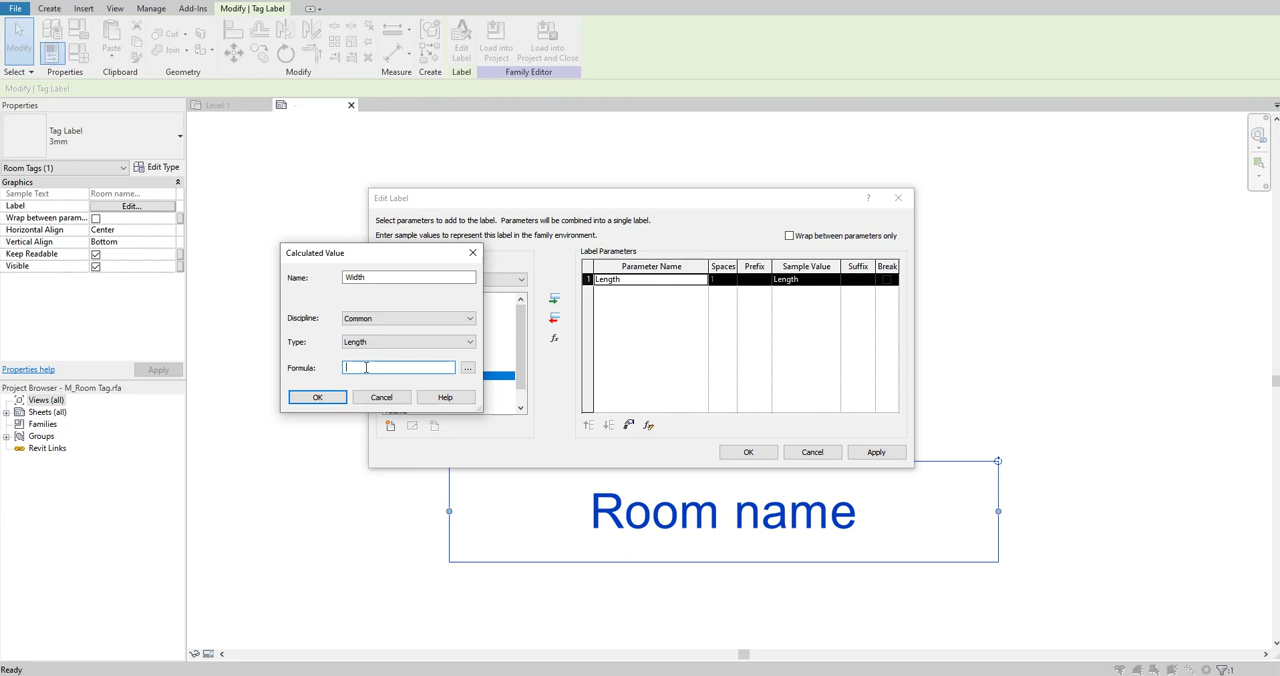 File Create Insert View Manage Add-Ins Modify | Tag Label
Modify
Paste
Cut
Join
Edit Label
Load into Project
Load into Project and Close
Select Properties Clipboard Geometry Modify Measure Create Label Family Editor
Modify | Tag Label
Properties
Level 1
Tag Label
3mm
Room Tags (1) Edit Type
Graphics
Sample Text Room name...
Label Edit...
Wrap between param...
Horizontal Align Center
Vertical Align Bottom
Keep Readable
Visible
Properties help Apply
Project Browser - M_Room Tag.rfa
Views (all)
Sheets (all)
Families
Groups
Revit Links
Edit Label ?
Select parameters to add to the label. Parameters will be combined into a single label.
Enter sample values to represent this label in the family environment.
Wrap between parameters only
Label Parameters
Parameter Name Spaces Prefix Sample Value Suffix Break
1 Length 1 Length
Calculated Value
Name: Width
Discipline: Common
Type: Length
Formula: ...
OK Cancel Help
fx
OK Cancel Apply
Room name
Ready
:1